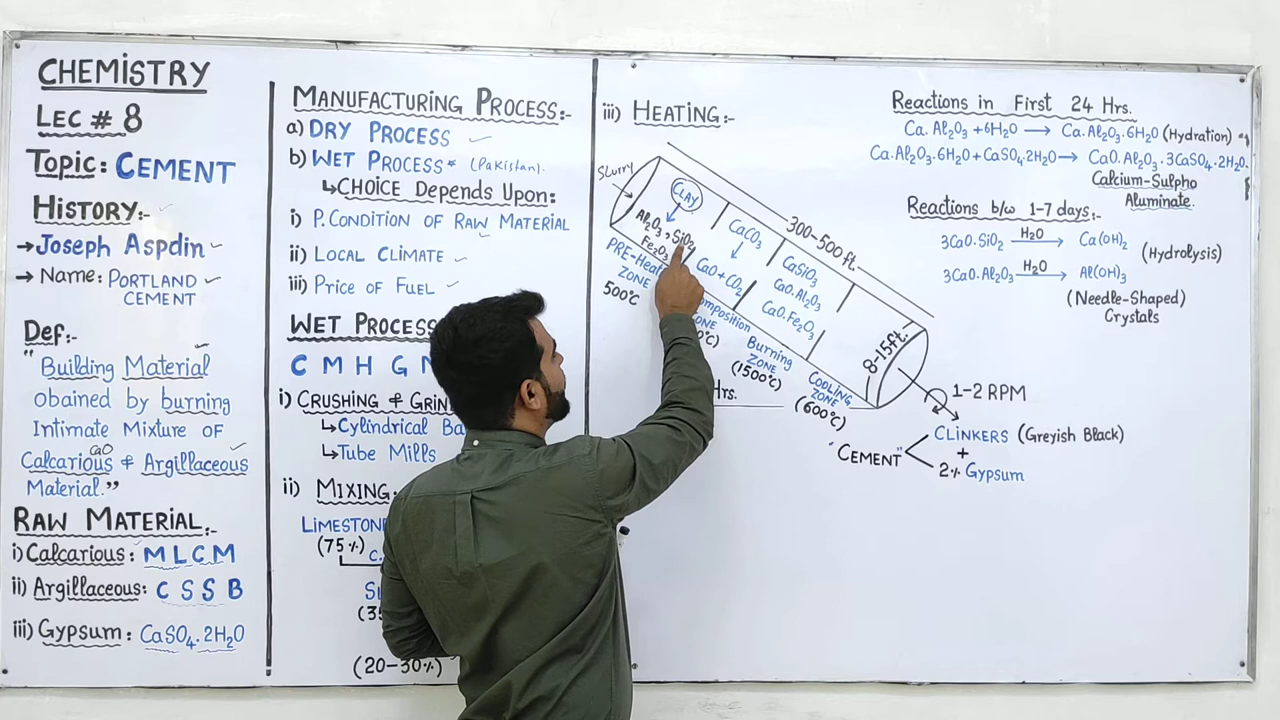 CHEMiSTRY
LEC # 8
Topic: CEMENT
HiSTORY:-
→Joseph Aspdin
→ Name: PORTLAND
CEMENT
Def:
"Building Material
obained by burning
Intimate Mixture OF
CaO
Calcarious & Argillaceous
Material."
RAW MATERIAL:-
i) Calcarious: M L C M
ii) Argillaceous: C S S B
iii) Gypsum: CaSO₄.2H₂O
MANUFACTURING PROCESS:-
a) DRY PROCESS
b) WET PROCESS* (Pakistan).
↳CHOICE Depends Upon:
i) P. CONDITION OF RAW MATERIAL
ii) LOCAL CLIMATE
iii) Price OF FUEL
WET PROCES
C M H G
i) CRUSHING & GRIN
↳Cylindrical Ba
↳Tube Mills
ii) MIXING:
LIMESTONE
(75%)
C.
(20-30%)
iii) HEATING:-
Slurry
CLAY
Al₂O₃, SiO₂
Fe₂O₃
PRE-Heat
ZONE
500°C
CaCO₃
CaO + CO₂
omposition
ONE
0°C)
CaSiO₃
CaO.Al₂O₃
CaO.Fe₂O₃
Burning
ZONE
(1500°C)
COOLING
ZONE
(600°C)
300-500 ft.
8-15ft.
Hrs.
1-2 RPM
"CEMENT"
CLINKERS (Greyish Black)
+
2% Gypsum
Reactions in First 24 Hrs.
Ca. Al₂O₃ + 6H₂O → Ca. Al₂O₃.6H₂O (Hydration)
Ca.Al₂O₃.6H₂O + CaSO₄.2H₂O → CaO.Al₂O₃.3CaSO₄.2H₂O.
Calcium-Sulpho
Aluminate.
Reactions b/w 1-7 days:-
3CaO.SiO₂ H₂O→ Ca(OH)₂ (Hydrolysis)
3CaO.Al₂O₃ H₂O→ Al(OH)₃
(Needle-Shaped)
Crystals